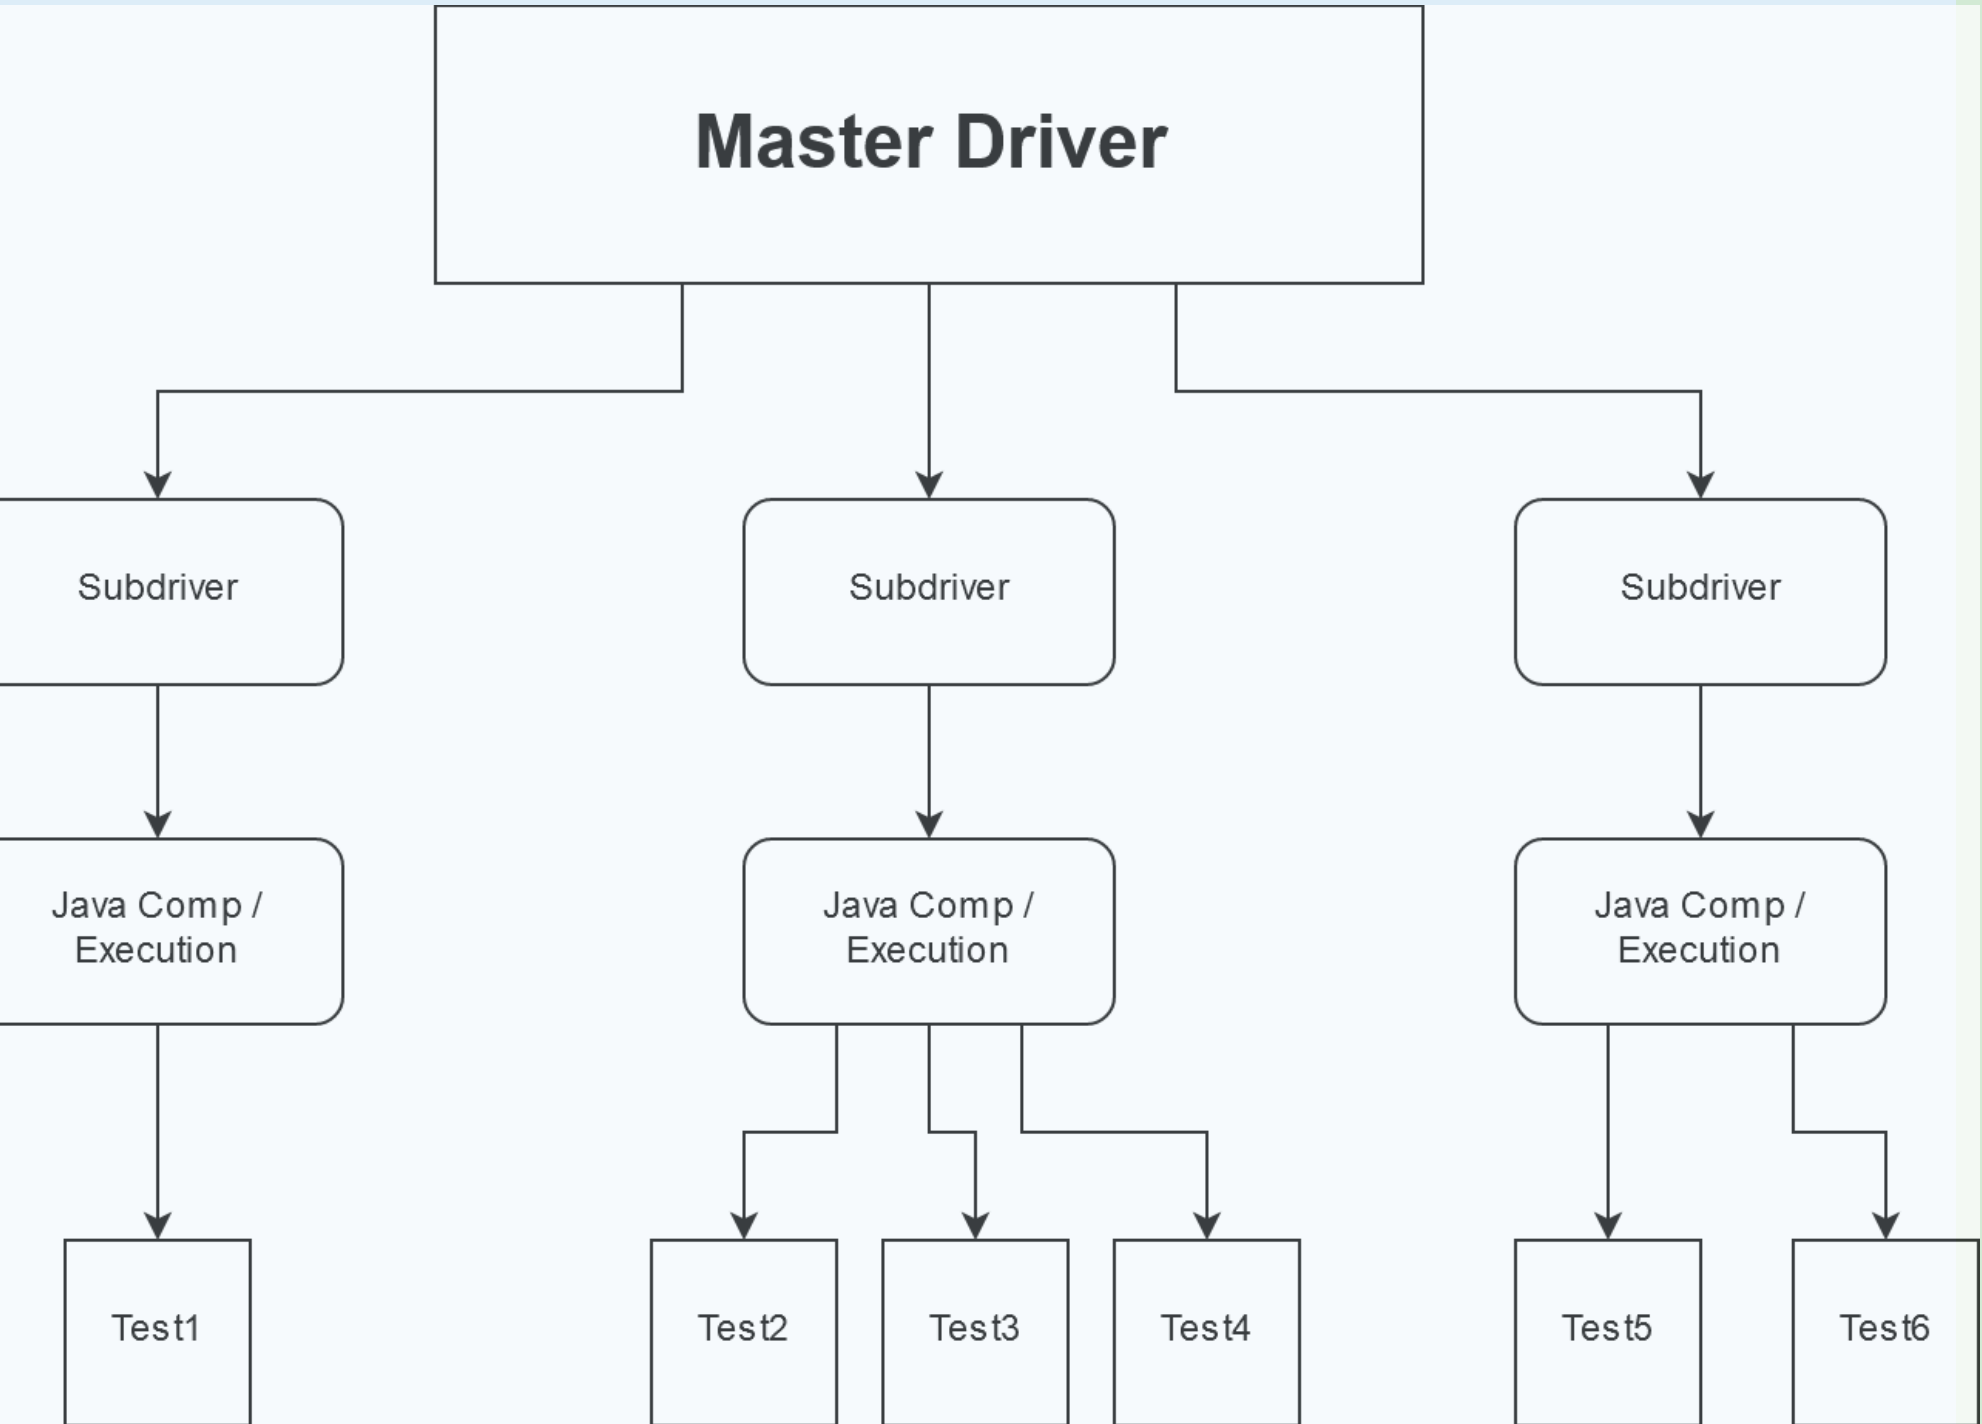 Master Driver
Subdriver
Subdriver
Subdriver
Java Comp /
Execution
Java Comp /
Execution
Java Comp /
Execution
Test1
Test2
Test3
Test4
Test5
Test6